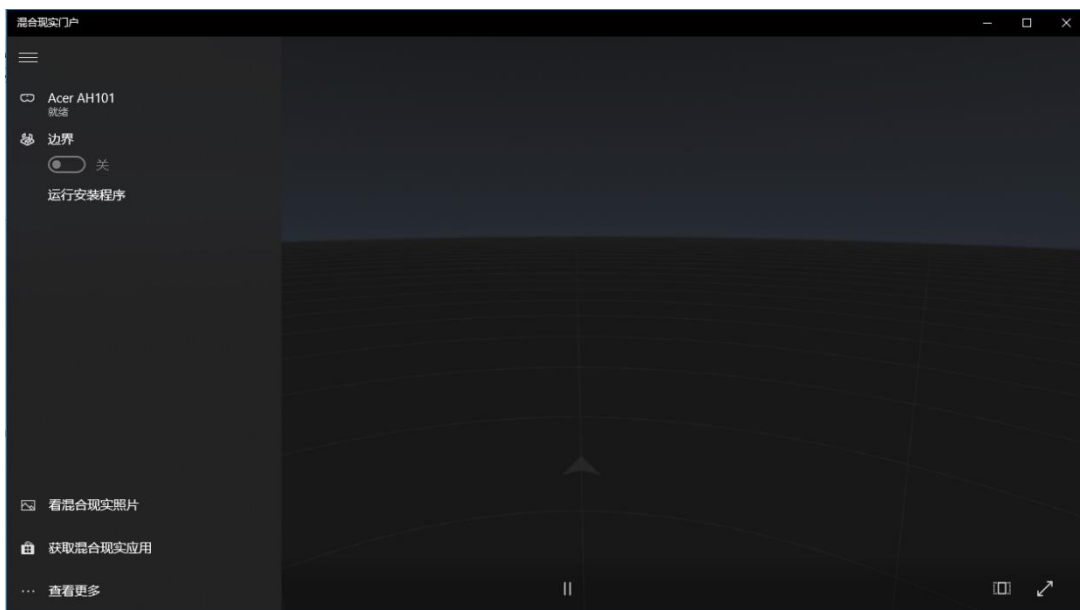 混合现实门户
Acer AH101
就绪
边界
关
运行安装程序
看混合现实照片
获取混合现实应用
查看更多